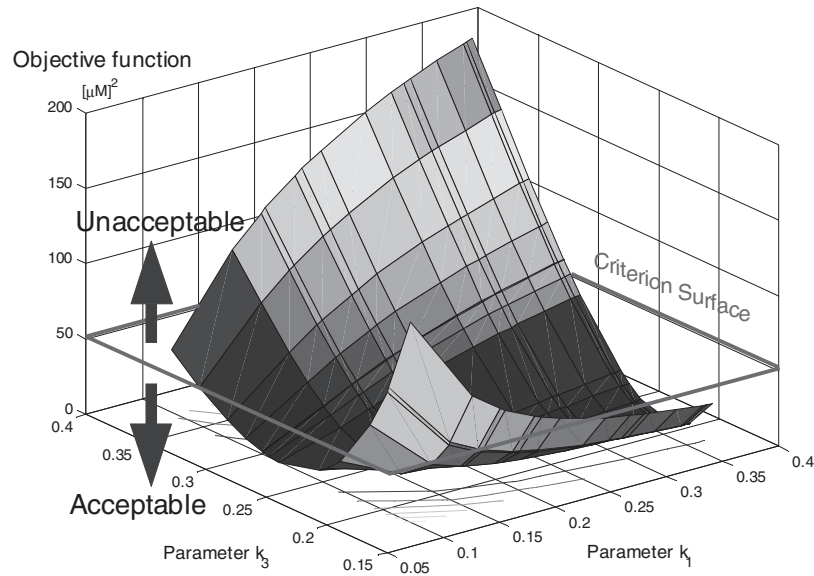 Objective function
[μM]²
200
150
Unacceptable
100
Criterion Surface
50
0
0.4
0.35
0.3
Acceptable
0.25
0.2
0.15
Parameter k₃
0.05
0.1
0.15
0.2
0.25
0.3
0.35
0.4
Parameter k₁